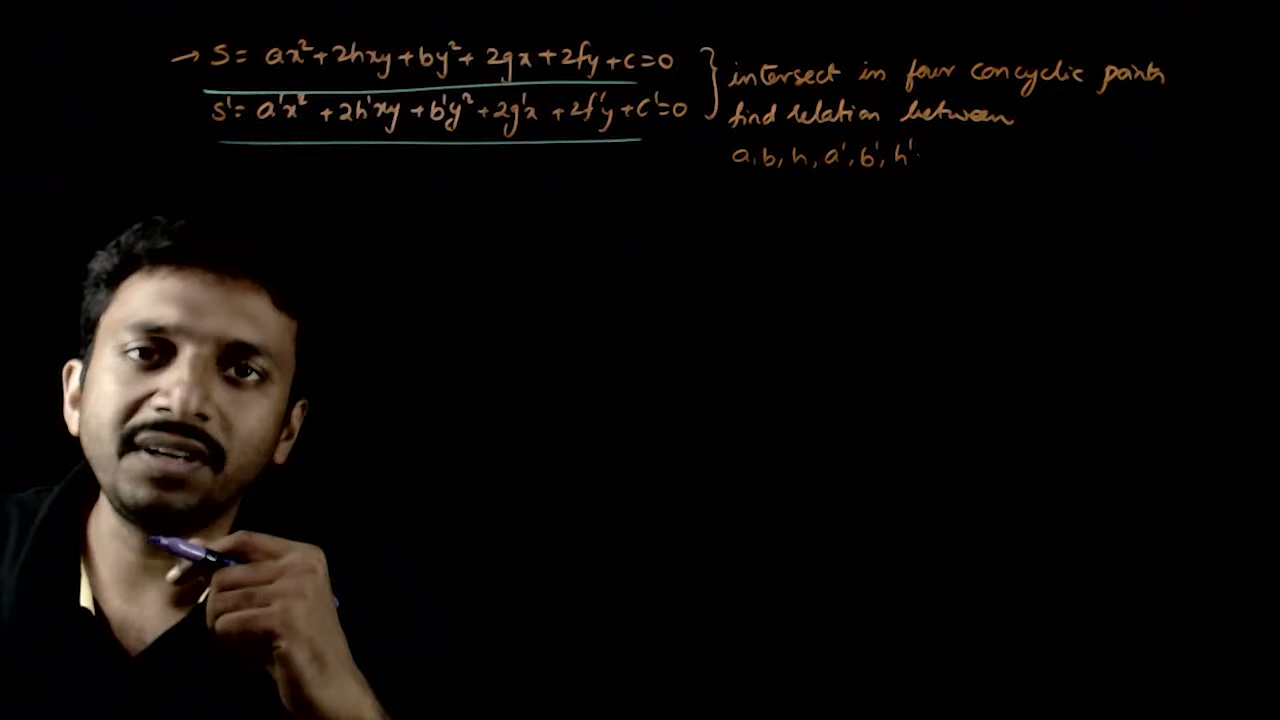 → S = ax² + 2hxy + by² + 2gx + 2fy + c = 0
S' = a'x² + 2h'xy + b'y² + 2g'x + 2f'y + c' = 0
intersect in four concyclic points
find relation between
a, b, h, a', b', h'.